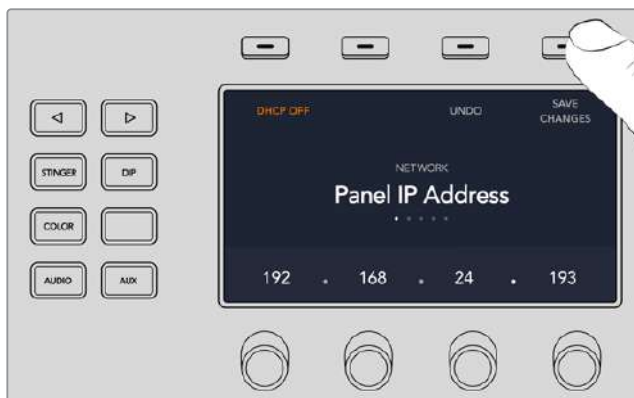 DHCP OFF
UNDO
SAVE
CHANGES
NETWORK
Panel IP Address
192 . 168 . 24 . 193
STINGER
DIP
COLOR
AUDIO
AUX